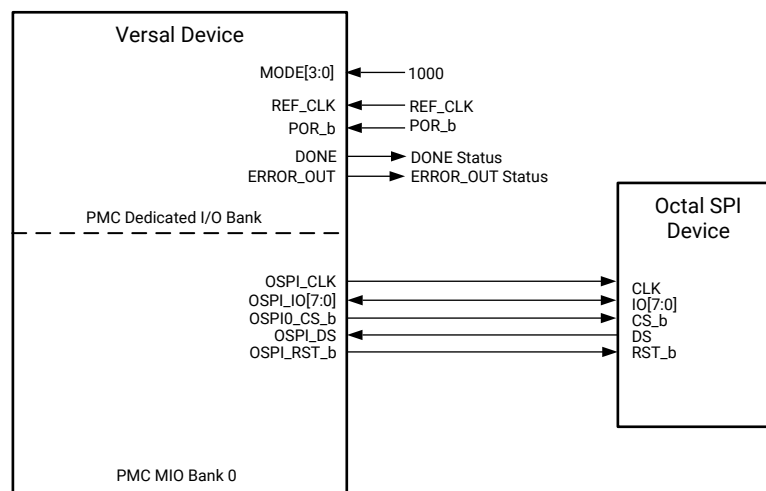 Versal Device
MODE[3:0] 1000
REF_CLK REF_CLK
POR_b POR_b
DONE DONE Status
ERROR_OUT ERROR_OUT Status
PMC Dedicated I/O Bank
Octal SPI
Device
OSPI_CLK CLK
OSPI_IO[7:0] IO[7:0]
OSPI0_CS_b CS_b
OSPI_DS DS
OSPI_RST_b RST_b
PMC MIO Bank 0